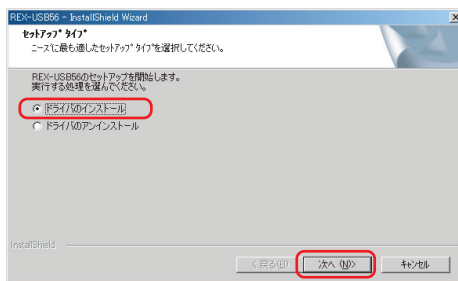 REX-USB56 - InstallShield Wizard
セットアップ タイプ
ニーズに最も適したセットアップ タイプを選択してください。
REX-USB56のセットアップを開始します。
実行する処理を選んでください。
ドライバのインストール
ドライバのアンインストール
InstallShield
< 戻る(B)
次へ (N)>
キャンセル